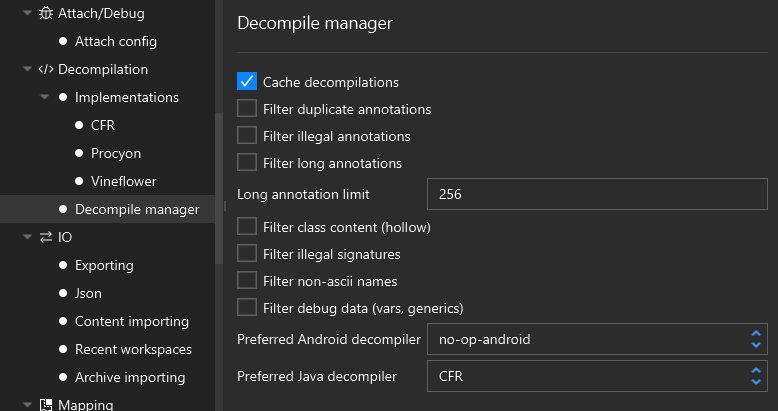 Attach/Debug
Attach config
Decompilation
Implementations
CFR
Procyon
Vineflower
Decompile manager
IO
Exporting
Json
Content importing
Recent workspaces
Archive importing
Mapping
Decompile manager
Cache decompilations
Filter duplicate annotations
Filter illegal annotations
Filter long annotations
Long annotation limit 256
Filter class content (hollow)
Filter illegal signatures
Filter non-ascii names
Filter debug data (vars, generics)
Preferred Android decompiler no-op-android
Preferred Java decompiler CFR